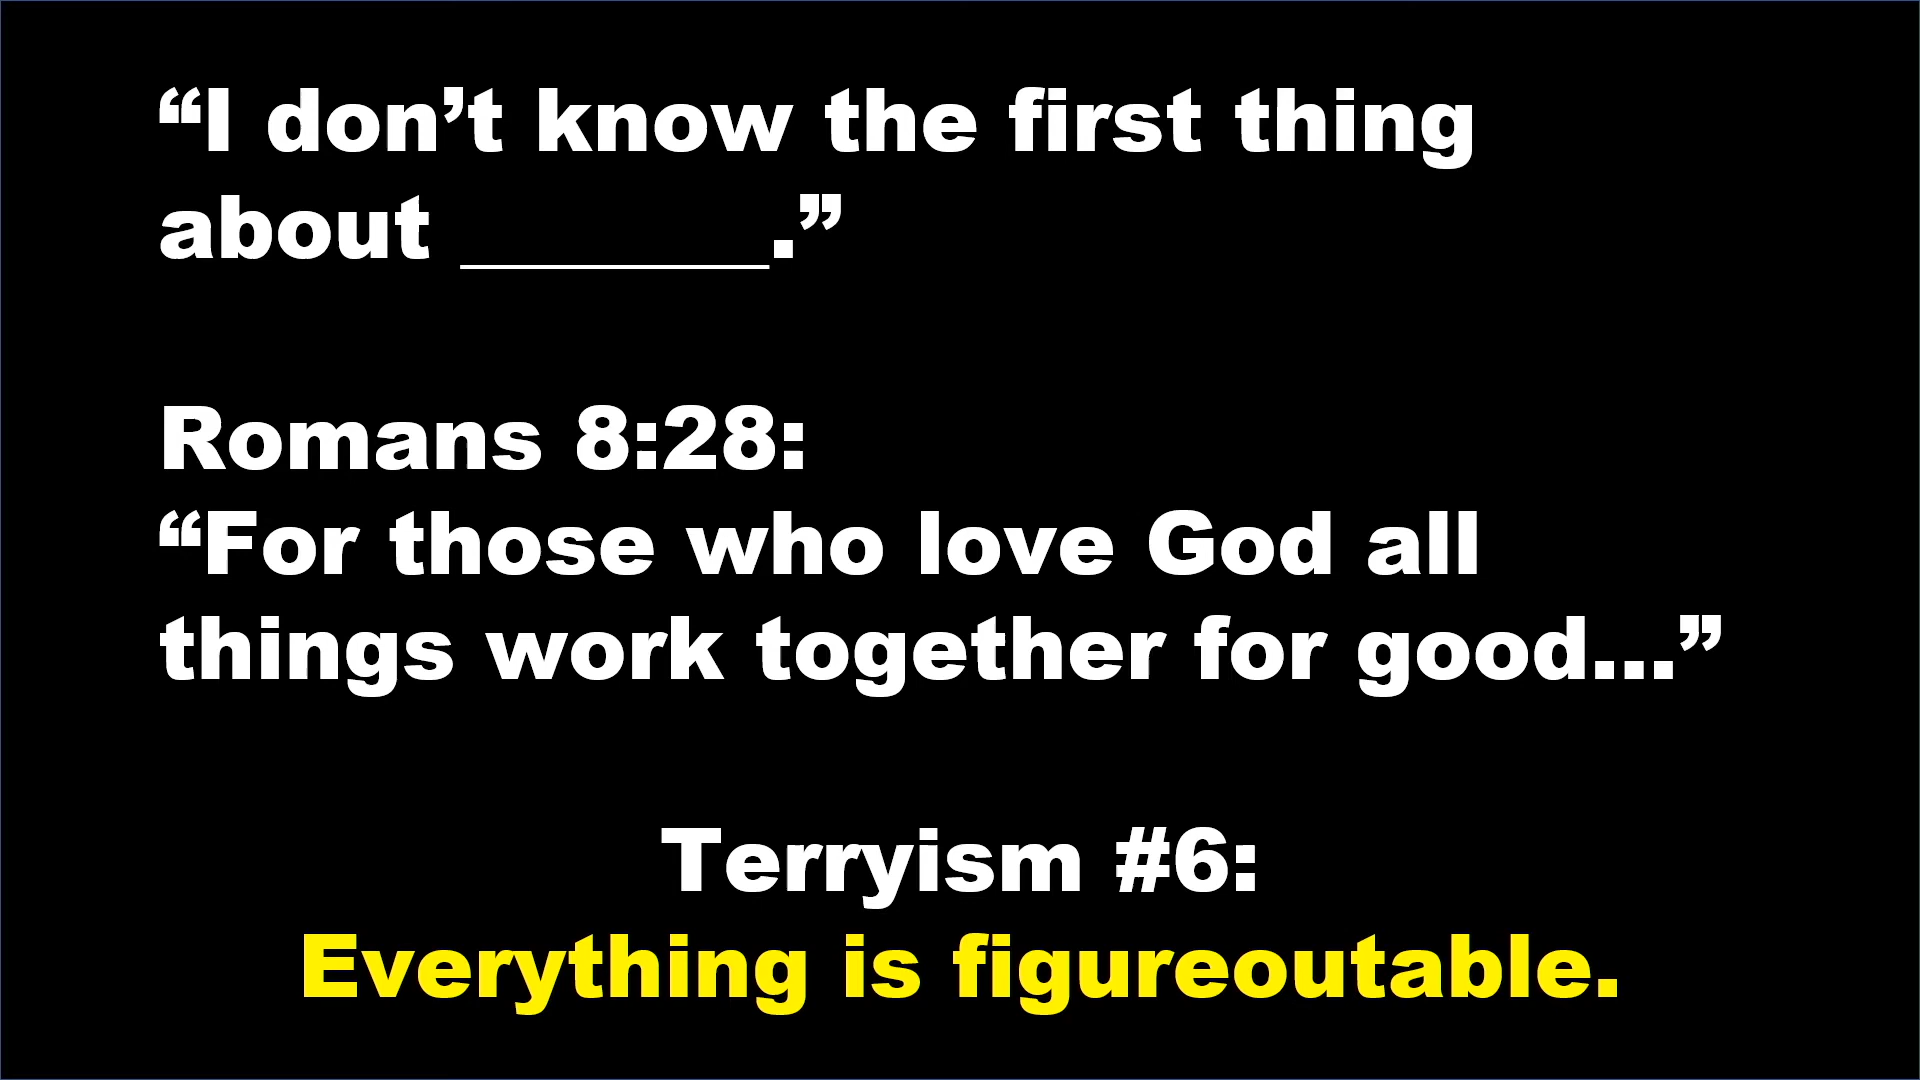 “I don’t know the first thing
about _______.”
Romans 8:28:
“For those who love God all
things work together for good…”
Terryism #6:
Everything is figureoutable.